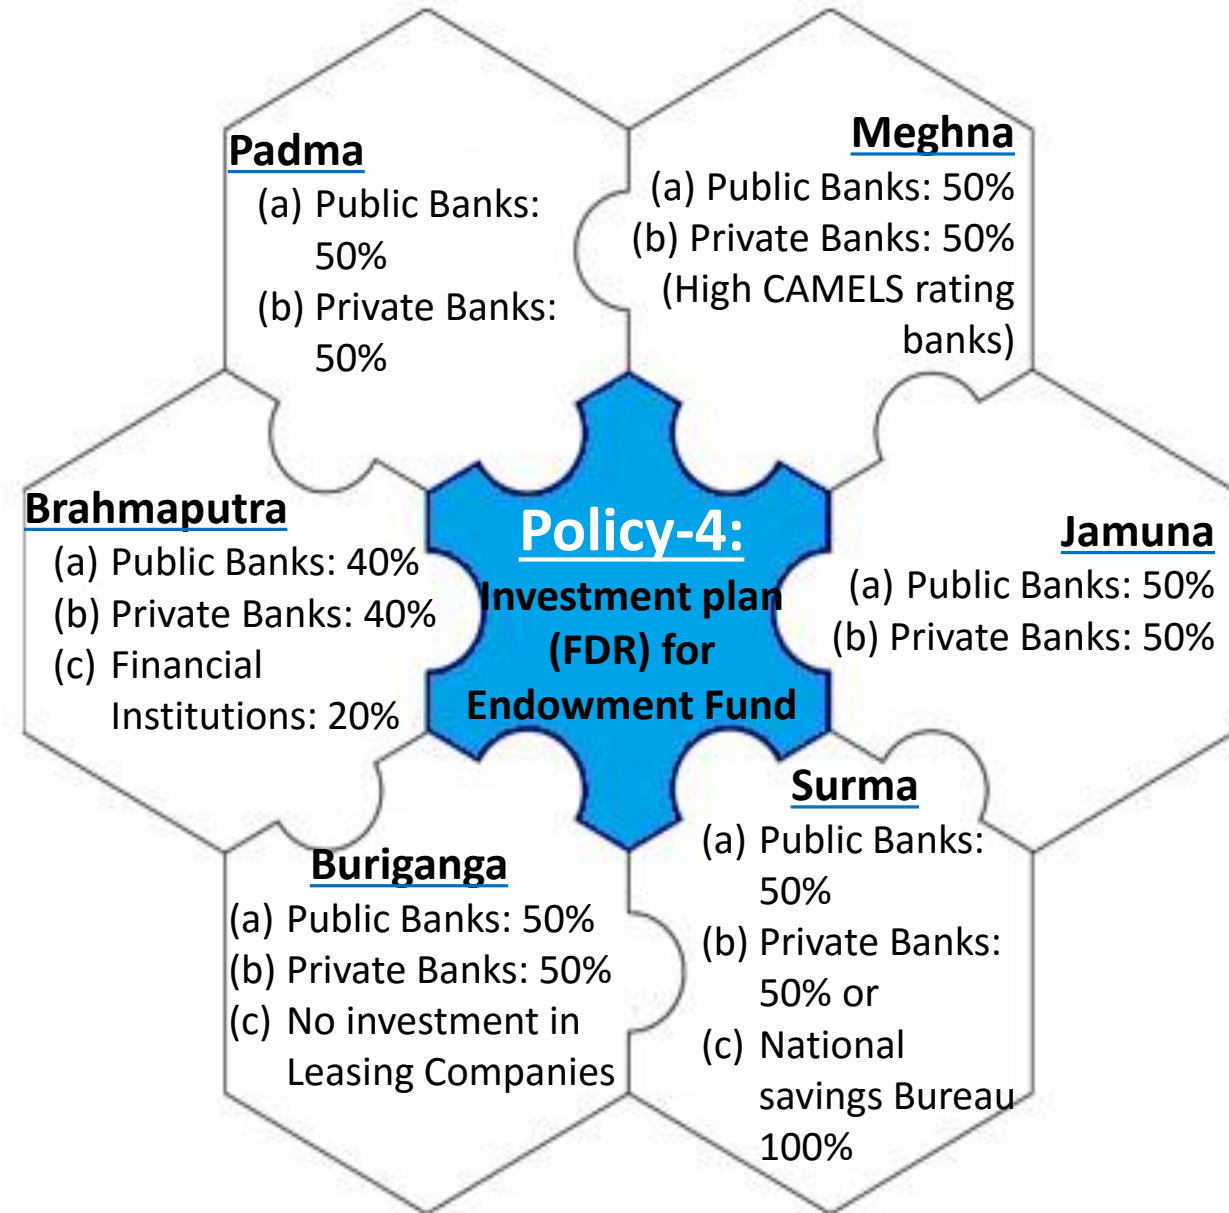 Padma
(a) Public Banks:
50%
(b) Private Banks:
50%
Meghna
(a) Public Banks: 50%
(b) Private Banks: 50%
(High CAMELS rating
banks)
Brahmaputra
(a) Public Banks: 40%
(b) Private Banks: 40%
(c) Financial
Institutions: 20%
Policy-4:
Investment plan
(FDR) for
Endowment Fund
Jamuna
(a) Public Banks: 50%
(b) Private Banks: 50%
Buriganga
(a) Public Banks: 50%
(b) Private Banks: 50%
(c) No investment in
Leasing Companies
Surma
(a) Public Banks:
50%
(b) Private Banks:
50% or
(c) National
savings Bureau
100%